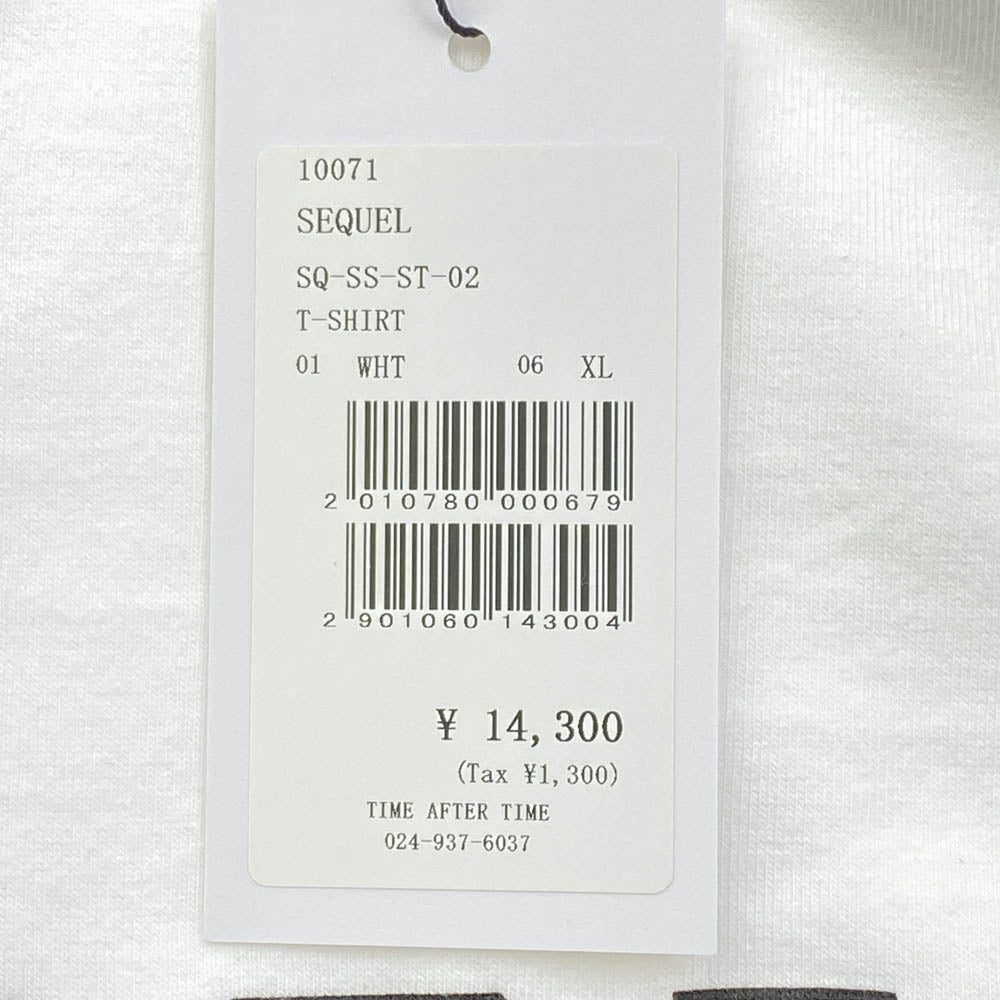 10071
SEQUEL
SQ-SS-ST-02
T-SHIRT
01 WHT 06 XL
2 010780 000679
2 901060 143004
¥ 14,300
(Tax ¥1,300)
TIME AFTER TIME
024-937-6037